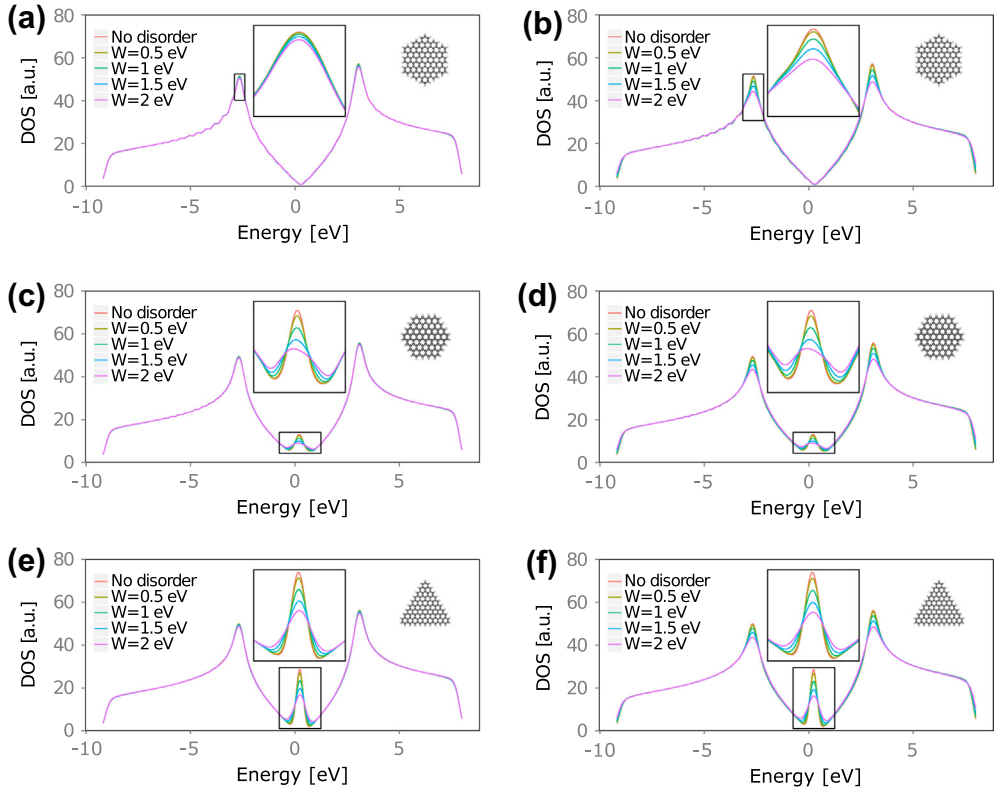 (a)
DOS [a.u.]
80
60
40
20
0
No disorder
W=0.5 eV
W=1 eV
W=1.5 eV
W=2 eV
-10
-5
0
5
Energy [eV]
(b)
DOS [a.u.]
80
60
40
20
0
No disorder
W=0.5 eV
W=1 eV
W=1.5 eV
W=2 eV
-10
-5
0
5
Energy [eV]
(c)
DOS [a.u.]
80
60
40
20
0
No disorder
W=0.5 eV
W=1 eV
W=1.5 eV
W=2 eV
-10
-5
0
5
Energy [eV]
(d)
DOS [a.u.]
80
60
40
20
0
No disorder
W=0.5 eV
W=1 eV
W=1.5 eV
W=2 eV
-10
-5
0
5
Energy [eV]
(e)
DOS [a.u.]
80
60
40
20
0
No disorder
W=0.5 eV
W=1 eV
W=1.5 eV
W=2 eV
-10
-5
0
5
Energy [eV]
(f)
DOS [a.u.]
80
60
40
20
0
No disorder
W=0.5 eV
W=1 eV
W=1.5 eV
W=2 eV
-10
-5
0
5
Energy [eV]